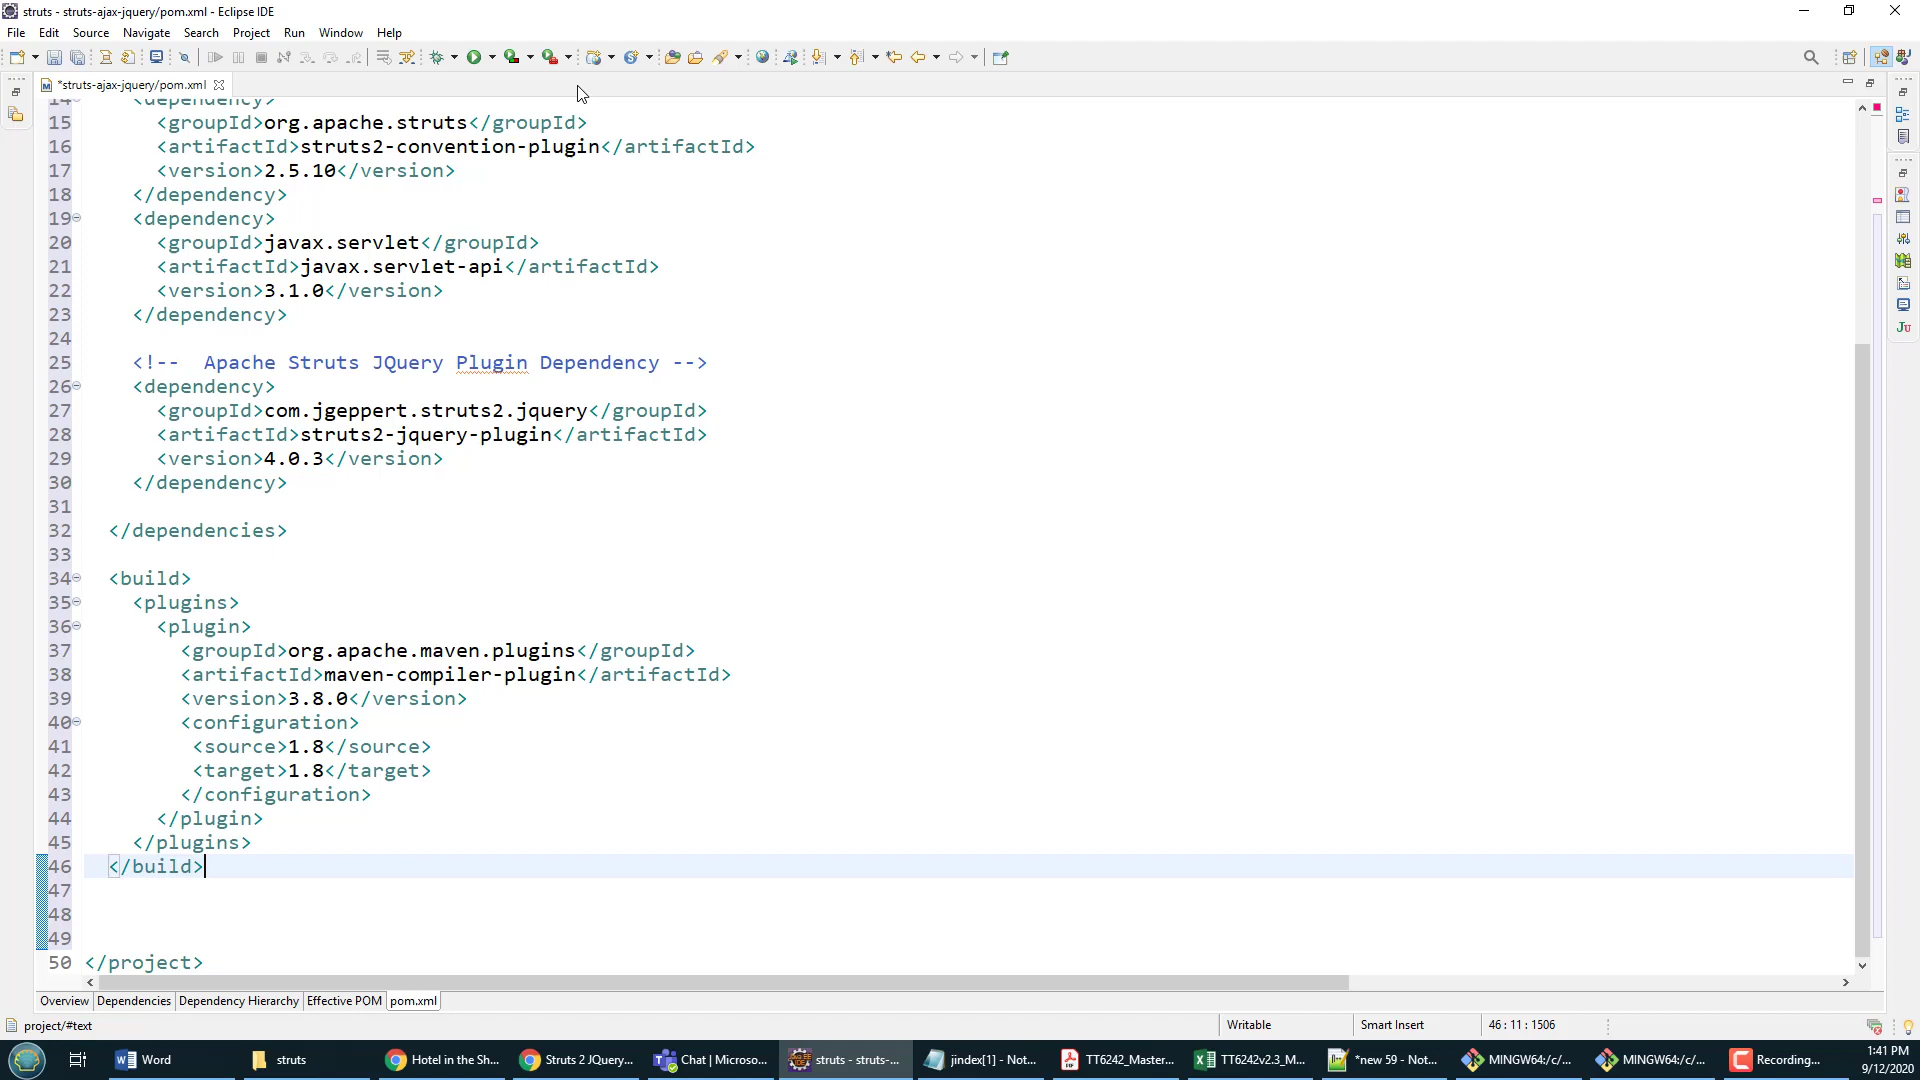 struts - struts-ajax-jquery/pom.xml - Eclipse IDE
File Edit Source Navigate Search Project Run Window Help
*struts-ajax-jquery/pom.xml
14 <dependency>
15 <groupId>org.apache.struts</groupId>
16 <artifactId>struts2-convention-plugin</artifactId>
17 <version>2.5.10</version>
18 </dependency>
19 <dependency>
20 <groupId>javax.servlet</groupId>
21 <artifactId>javax.servlet-api</artifactId>
22 <version>3.1.0</version>
23 </dependency>
24
25 <!--  Apache Struts JQuery Plugin Dependency -->
26 <dependency>
27 <groupId>com.jgeppert.struts2.jquery</groupId>
28 <artifactId>struts2-jquery-plugin</artifactId>
29 <version>4.0.3</version>
30 </dependency>
31
32 </dependencies>
33
34 <build>
35 <plugins>
36 <plugin>
37 <groupId>org.apache.maven.plugins</groupId>
38 <artifactId>maven-compiler-plugin</artifactId>
39 <version>3.8.0</version>
40 <configuration>
41 <source>1.8</source>
42 <target>1.8</target>
43 </configuration>
44 </plugin>
45 </plugins>
46 </build>
47
48
49
50 </project>
Overview Dependencies Dependency Hierarchy Effective POM pom.xml
project/#text Writable Smart Insert 46 : 11 : 1506
Word struts Hotel in the Sh... Struts 2 JQuery... Chat | Microso... struts - struts-... jindex[1] - Not... TT6242_Master... TT6242v2.3_M... *new 59 - Not... MINGW64:/c/... MINGW64:/c/... Recording...
1:41 PM
9/12/2020